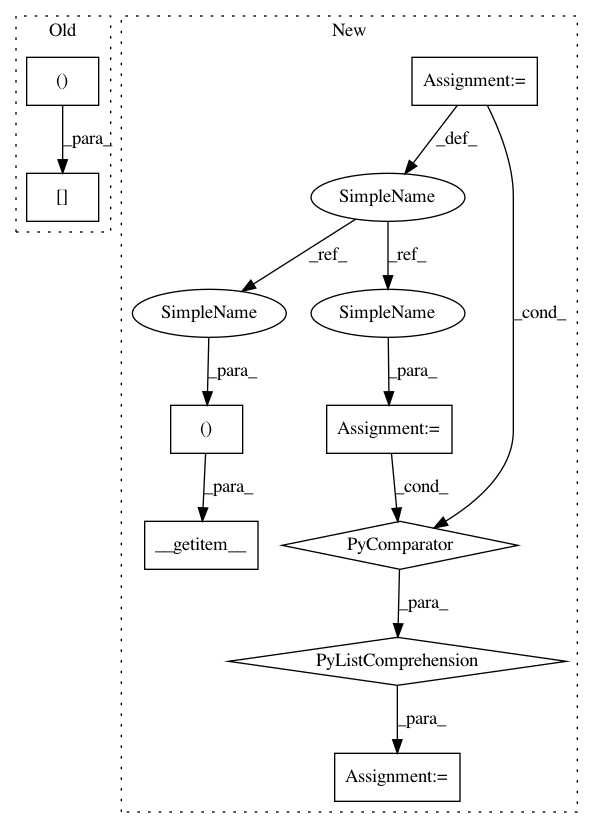 Old
New
()
Assignment:=
_para_
_def_
[]
SimpleName
_ref_
_ref_
_cond_
SimpleName
SimpleName
_para_
_para_
()
Assignment:=
_para_
_cond_
__getitem__
PyComparator
_para_
PyListComprehension
_para_
Assignment:=